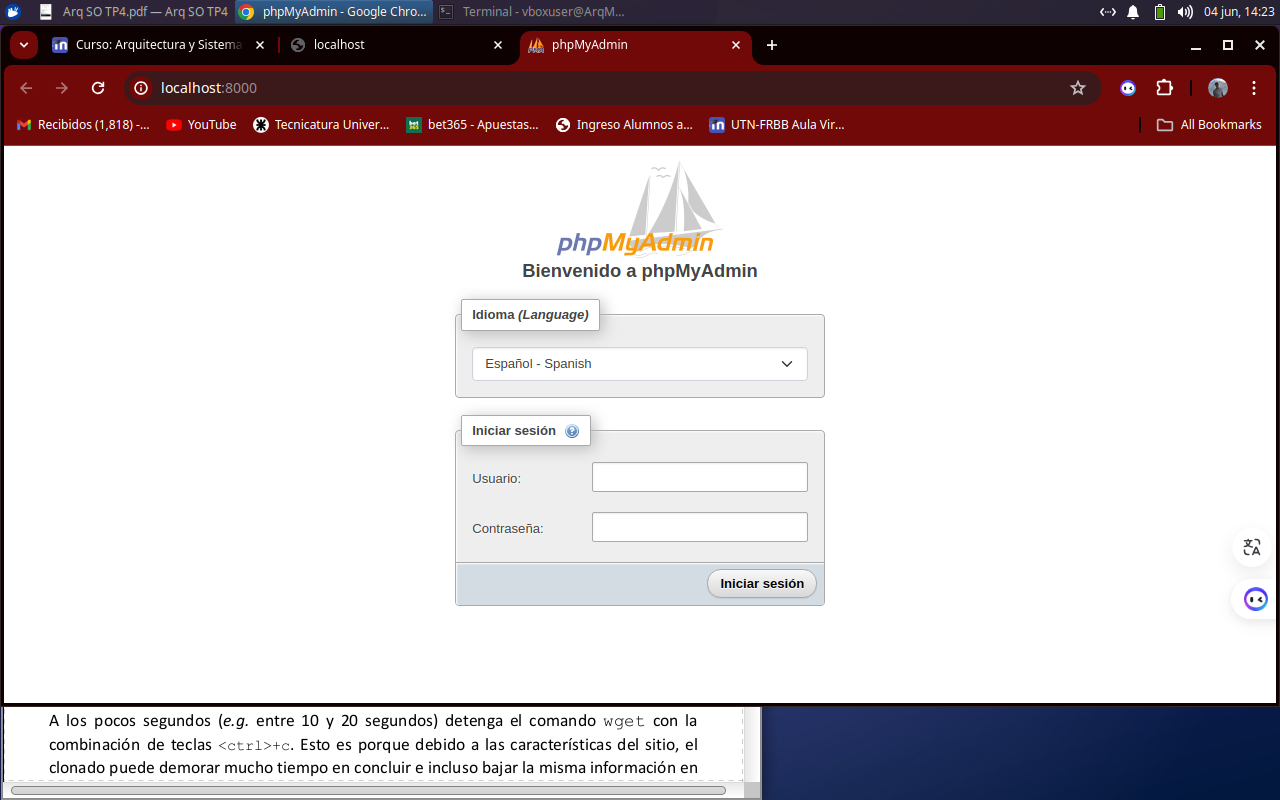 Arq SO TP4.pdf — Arq SO TP4
phpMyAdmin - Google Chro...
Terminal - vboxuser@ArqM...
04 jun, 14:23
Curso: Arquitectura y Sistema
localhost
phpMyAdmin
localhost:8000
Recibidos (1,818) -...
YouTube
Tecnicatura Univer...
bet365 - Apuestas...
Ingreso Alumnos a...
UTN-FRBB Aula Vir...
All Bookmarks
phpMyAdmin
Bienvenido a phpMyAdmin
Idioma (Language)
Español - Spanish
Iniciar sesión
Usuario:
Contraseña:
Iniciar sesión
A los pocos segundos (e.g. entre 10 y 20 segundos) detenga el comando wget con la
combinación de teclas <ctrl>+c. Esto es porque debido a las características del sitio, el
clonado puede demorar mucho tiempo en concluir e incluso bajar la misma información en